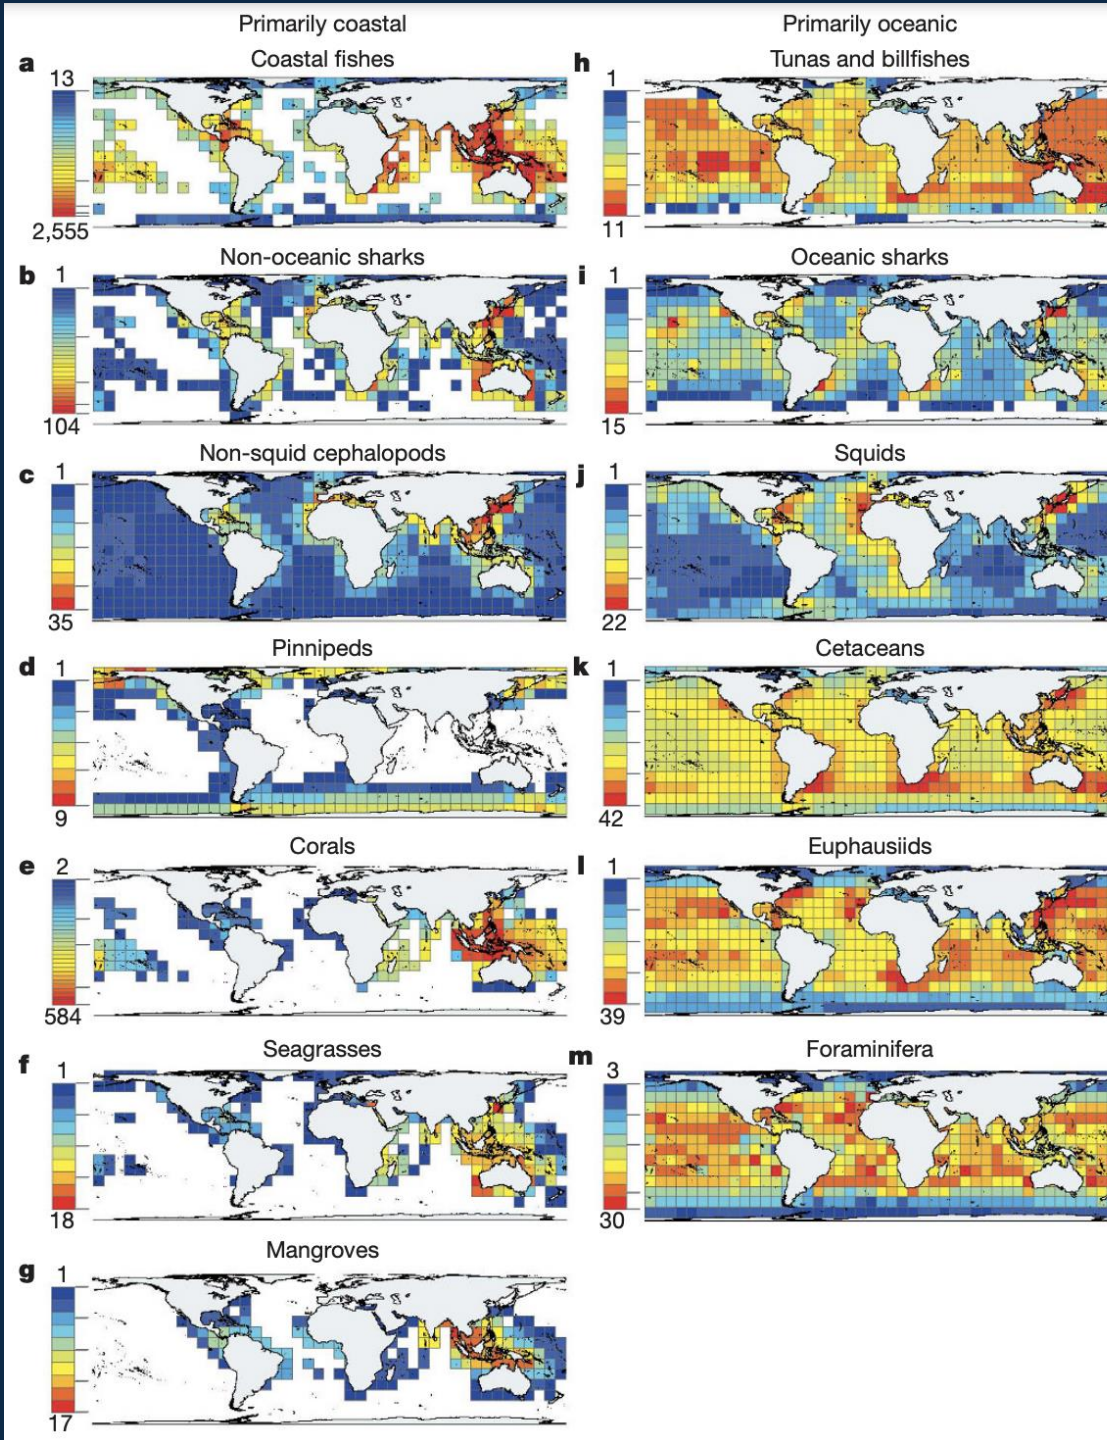 Primarily coastal
Primarily oceanic
a
Coastal fishes
13
2,555
b
Non-oceanic sharks
1
104
c
Non-squid cephalopods
1
35
d
Pinnipeds
1
9
e
Corals
2
584
f
Seagrasses
1
18
g
Mangroves
1
17
h
Tunas and billfishes
1
11
i
Oceanic sharks
1
15
j
Squids
1
22
k
Cetaceans
1
42
l
Euphausiids
1
39
m
Foraminifera
3
30